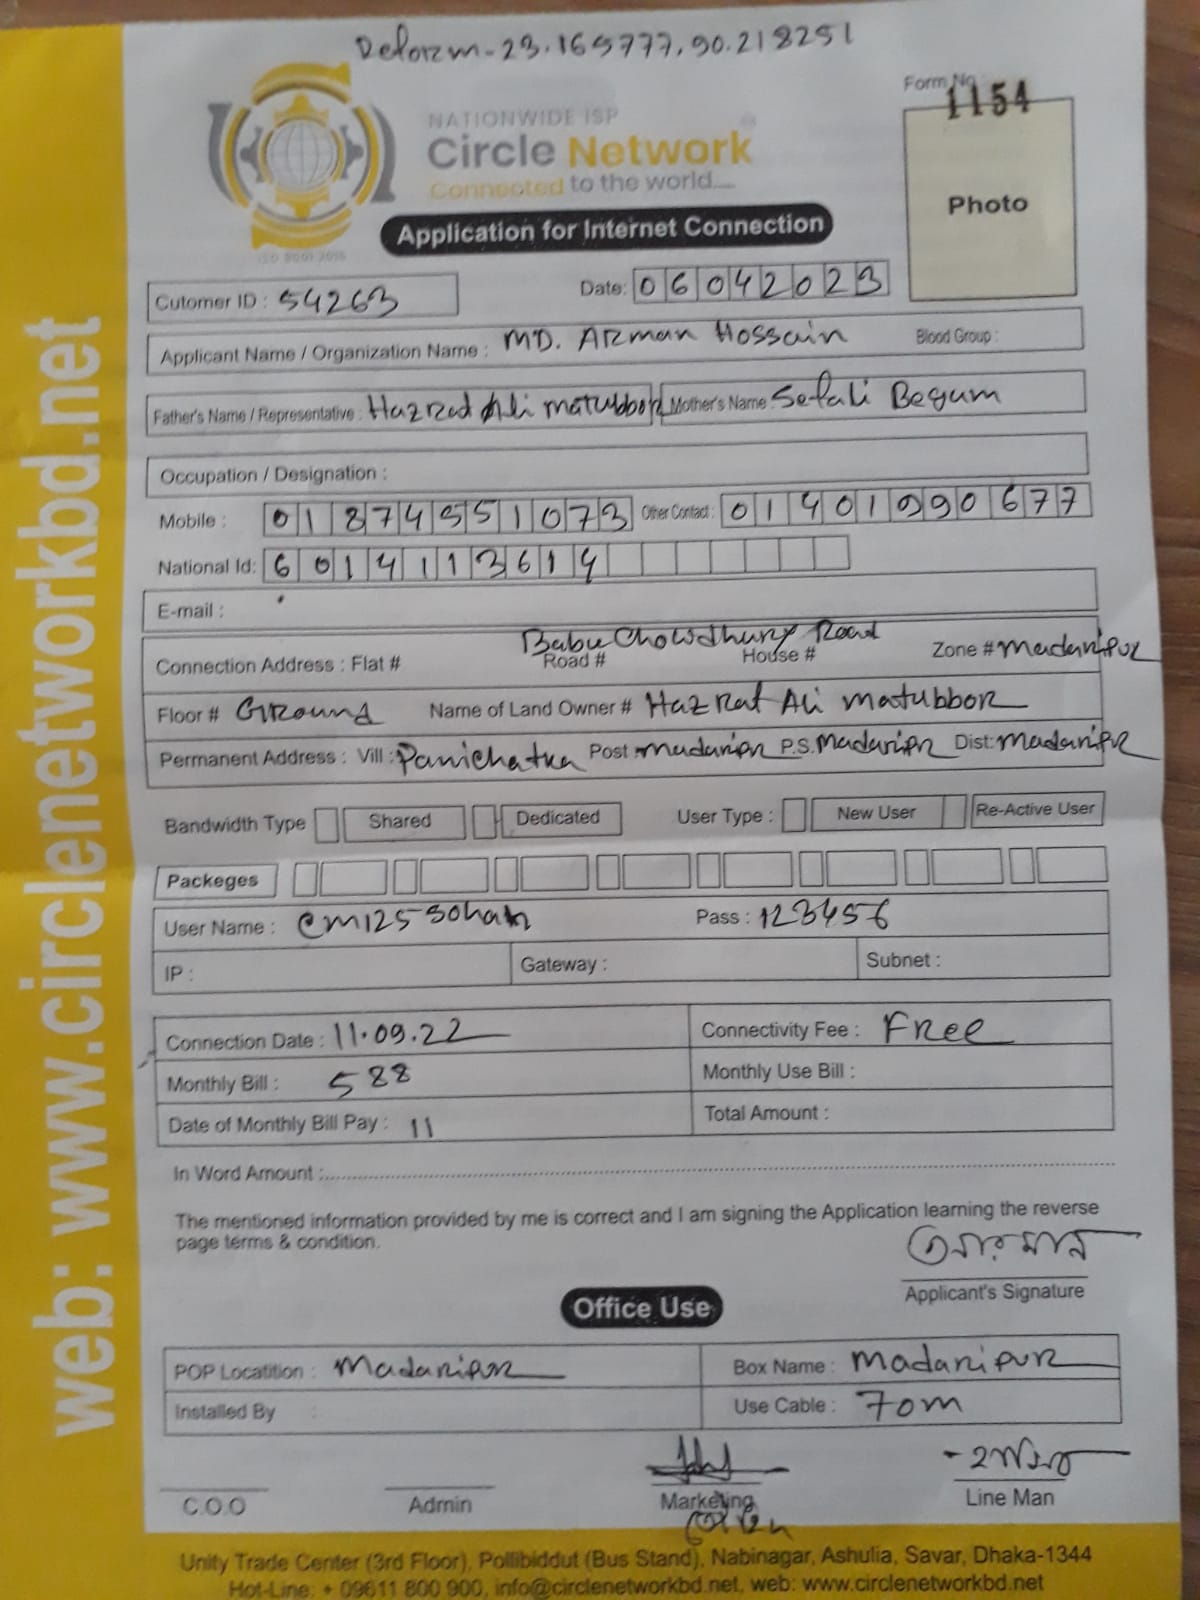 Deform-23.165777,90.218251
Form No
1154
NATIONWIDE ISP
Circle Network
Connected to the world....
Photo
Application for Internet Connection
ISO 9001:2015
Cutomer ID : 54263
Date: 06042023
Applicant Name / Organization Name : MD. ARman Hossain Blood Group :
Father's Name / Representative : Hazrad Ali matubbor Mother's Name : Sefali Begum
Occupation / Designation :
Mobile : 01874551073 Other Contact : 01401990677
National Id: 6014113614
E-mail :
Babu Chowdhury Road
Connection Address : Flat # Road # House # Zone # madaripur
Floor # Ground Name of Land Owner # Hazrat Ali matubbor
Permanent Address : Vill : Panichatra Post madaripr P.S. Madaripr Dist: madaripr
Bandwidth Type Shared Dedicated User Type : New User Re-Active User
Packeges
User Name : cm125sohan Pass : 123456
IP : Gateway : Subnet :
Connection Date : 11.09.22 Connectivity Fee : Free
Monthly Bill : 588 Monthly Use Bill :
Date of Monthly Bill Pay : 11 Total Amount :
In Word Amount :
The mentioned information provided by me is correct and I am signing the Application learning the reverse
page terms & condition.
আরমান
Applicant's Signature
Office Use
POP Locatition : Madaripur Box Name : Madaripur
Installed By : Use Cable : 70m
C.O.O Admin Marketing Line Man
Unity Trade Center (3rd Floor), Pollibiddut (Bus Stand), Nabinagar, Ashulia, Savar, Dhaka-1344
Hot-Line: + 09611 800 900, info@circlenetworkbd.net, web: www.circlenetworkbd.net
web: www.circlenetworkbd.net